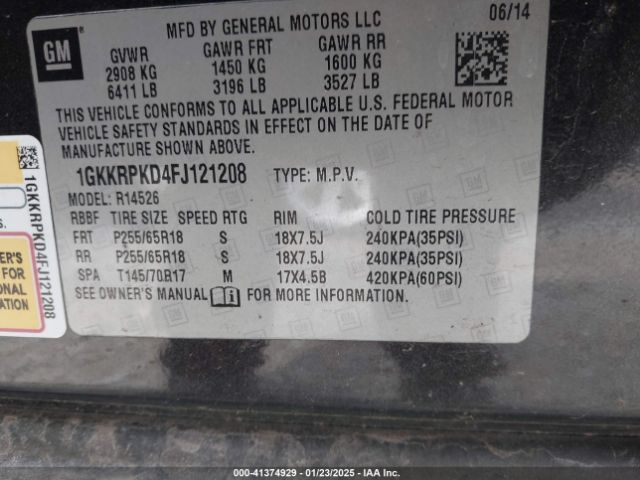 GM
MFD BY GENERAL MOTORS LLC
06/14
GVWR GAWR FRT GAWR RR
2908 KG 1450 KG 1600 KG
6411 LB 3196 LB 3527 LB
THIS VEHICLE CONFORMS TO ALL APPLICABLE U.S. FEDERAL MOTOR
VEHICLE SAFETY STANDARDS IN EFFECT ON THE DATE OF
MANUFACTURE SHOWN ABOVE.
1GKKRPKD4FJ121208 TYPE: M.P.V.
MODEL: R14526
RBBF TIRE SIZE SPEED RTG RIM COLD TIRE PRESSURE
FRT P255/65R18 S 18X7.5J 240KPA(35PSI)
RR P255/65R18 S 18X7.5J 240KPA(35PSI)
SPA T145/70R17 M 17X4.5B 420KPA(60PSI)
SEE OWNER'S MANUAL FOR MORE INFORMATION.
1GKKRPKD4FJ121208
FOR
ONAL
000-41374929 - 01/23/2025 - IAA Inc.